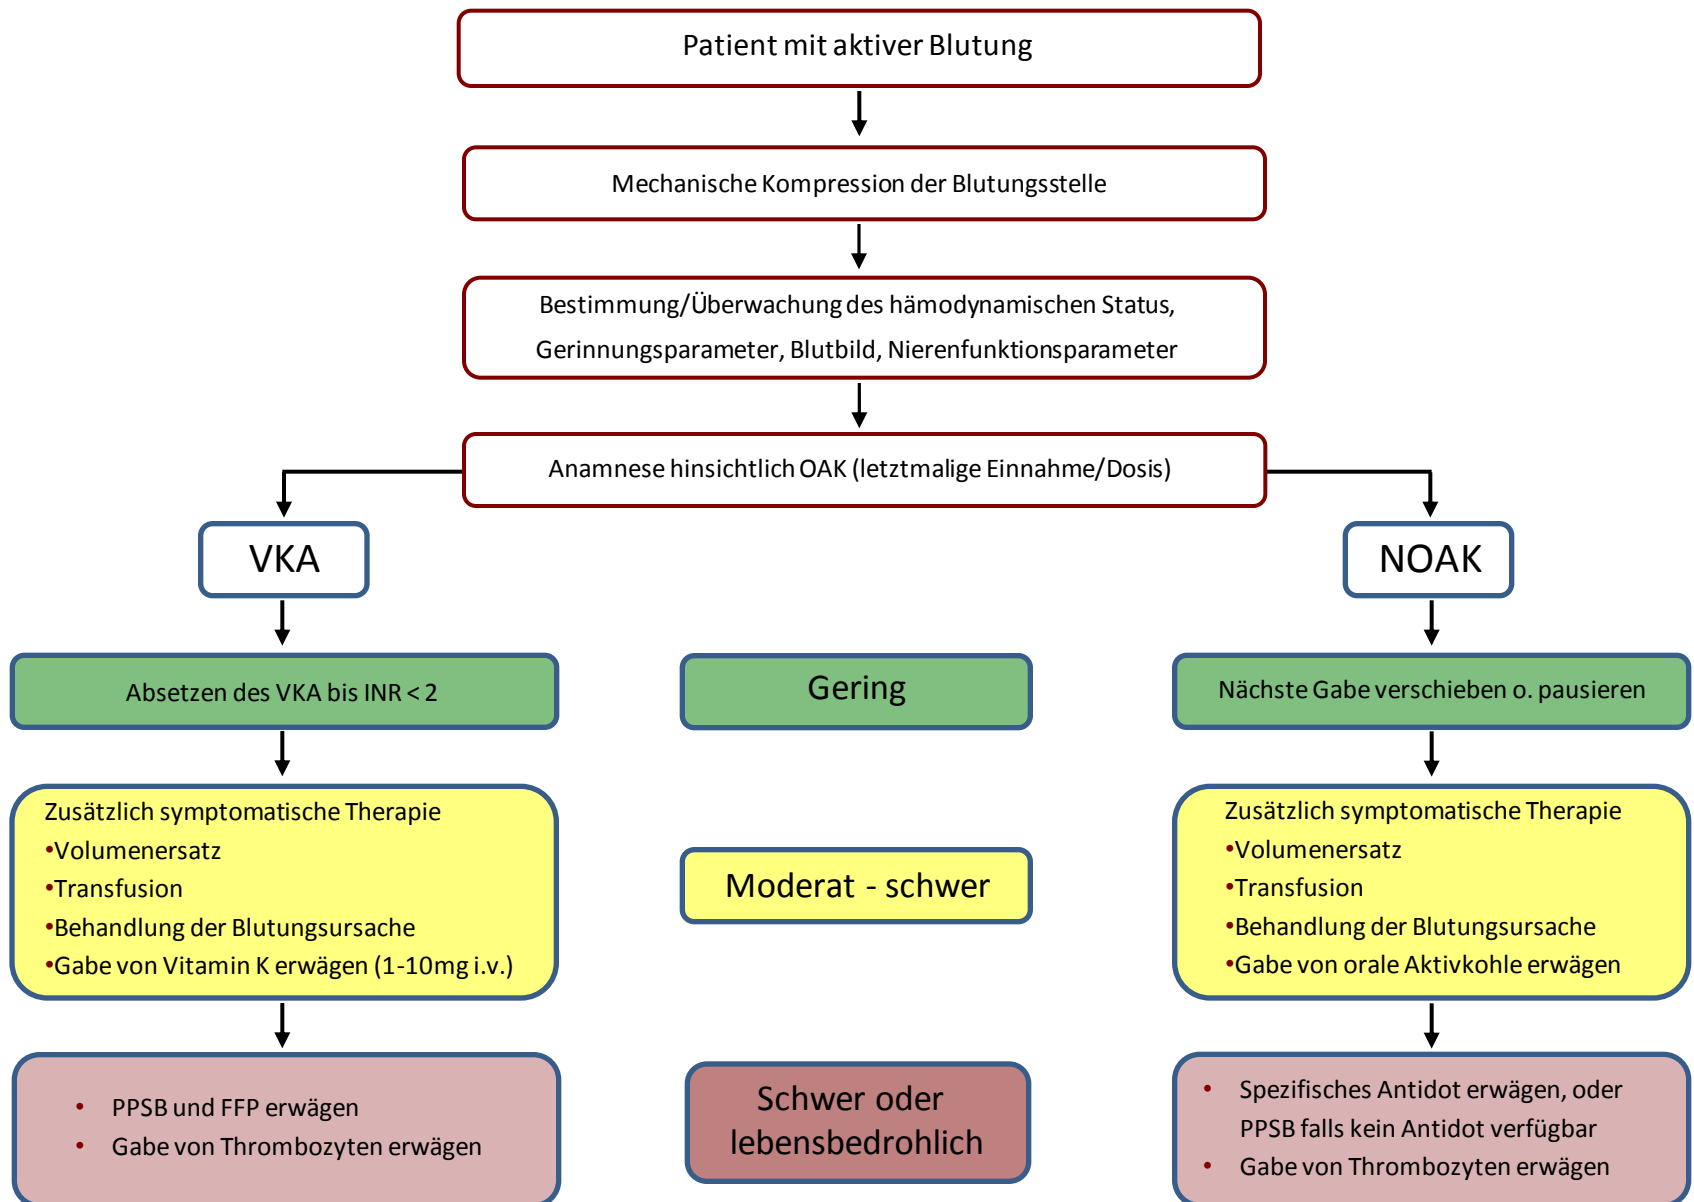 Patient mit aktiver Blutung
Mechanische Kompression der Blutungsstelle
Bestimmung/Überwachung des hämodynamischen Status,
Gerinnungsparameter, Blutbild, Nierenfunktionsparameter
Anamnese hinsichtlich OAK (letztmalige Einnahme/Dosis)
VKA
NOAK
Absetzen des VKA bis INR < 2
Gering
Nächste Gabe verschieben o. pausieren
Zusätzlich symptomatische Therapie
•Volumenersatz
•Transfusion
•Behandlung der Blutungsursache
•Gabe von Vitamin K erwägen (1-10mg i.v.)
Moderat - schwer
Zusätzlich symptomatische Therapie
•Volumenersatz
•Transfusion
•Behandlung der Blutungsursache
•Gabe von orale Aktivkohle erwägen
• PPSB und FFP erwägen
• Gabe von Thrombozyten erwägen
Schwer oder
lebensbedrohlich
• Spezifisches Antidot erwägen, oder
PPSB falls kein Antidot verfügbar
• Gabe von Thrombozyten erwägen